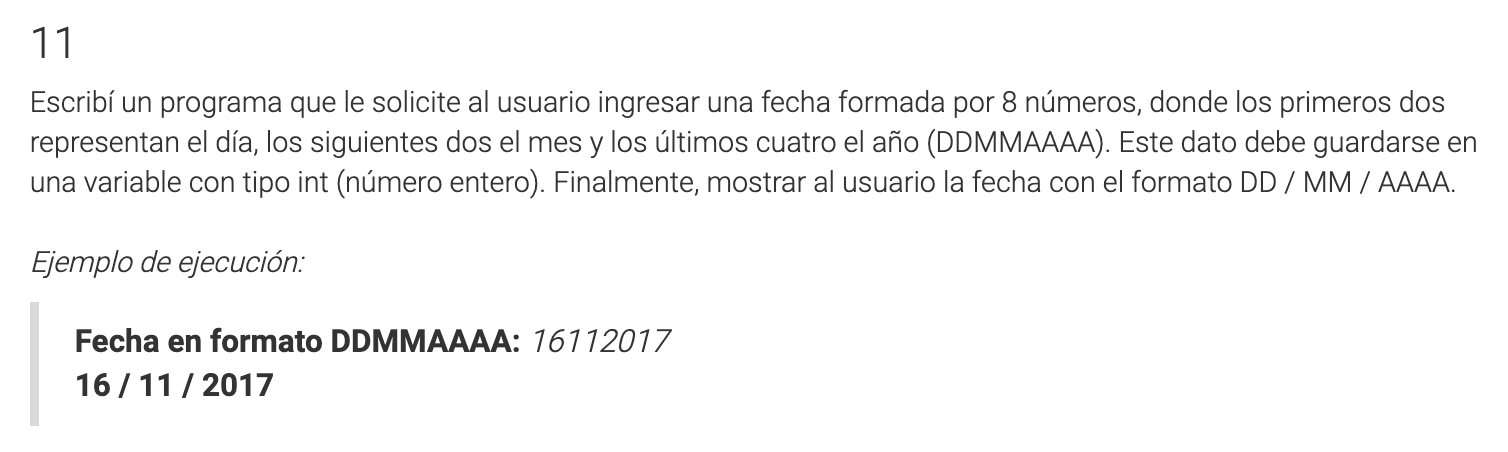 11
Escribí un programa que le solicite al usuario ingresar una fecha formada por 8 números, donde los primeros dos
representan el día, los siguientes dos el mes y los últimos cuatro el año (DDMMAAAA). Este dato debe guardarse en
una variable con tipo int (número entero). Finalmente, mostrar al usuario la fecha con el formato DD / MM / AAAA.
Ejemplo de ejecución:
Fecha en formato DDMMAAAA: 16112017
16 / 11 / 2017